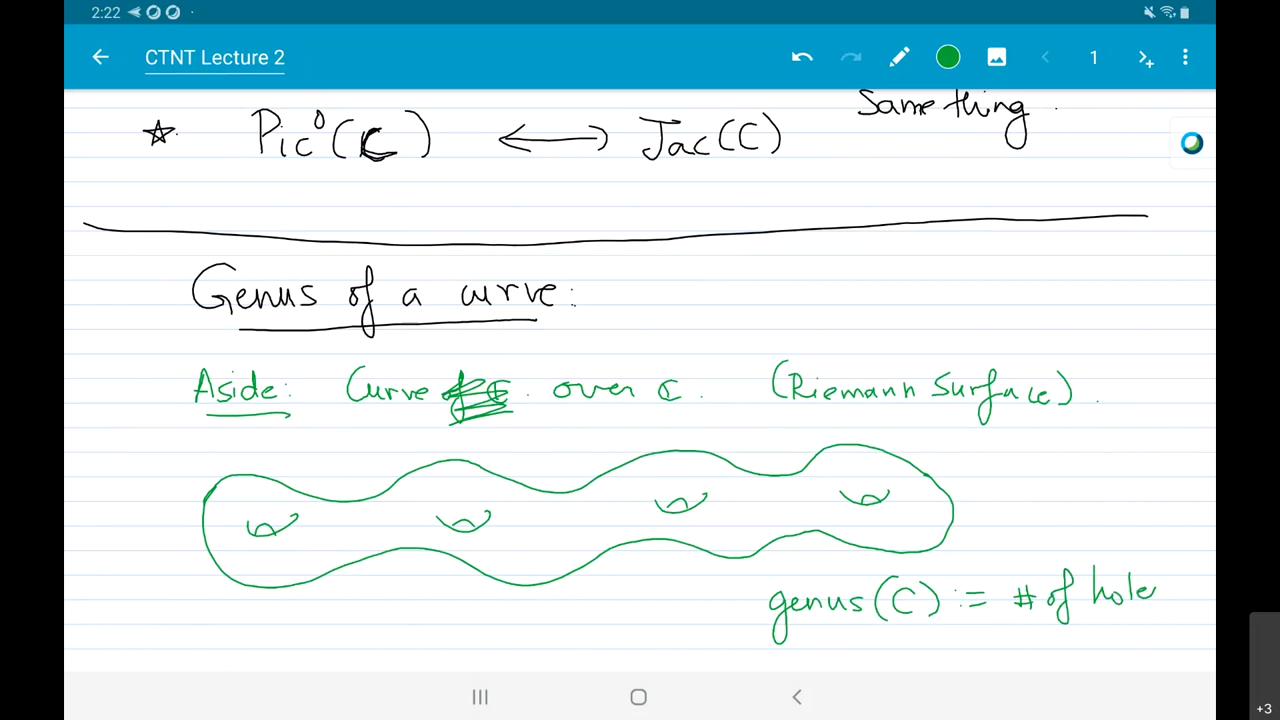 2:22
CTNT Lecture 2
1
Same thing.
☆ Pic⁰(C) ⟷ Jac(C)
Genus of a curve:
Aside: Curve over ℂ. (Riemann Surface).
genus(C) := # of hole
+3